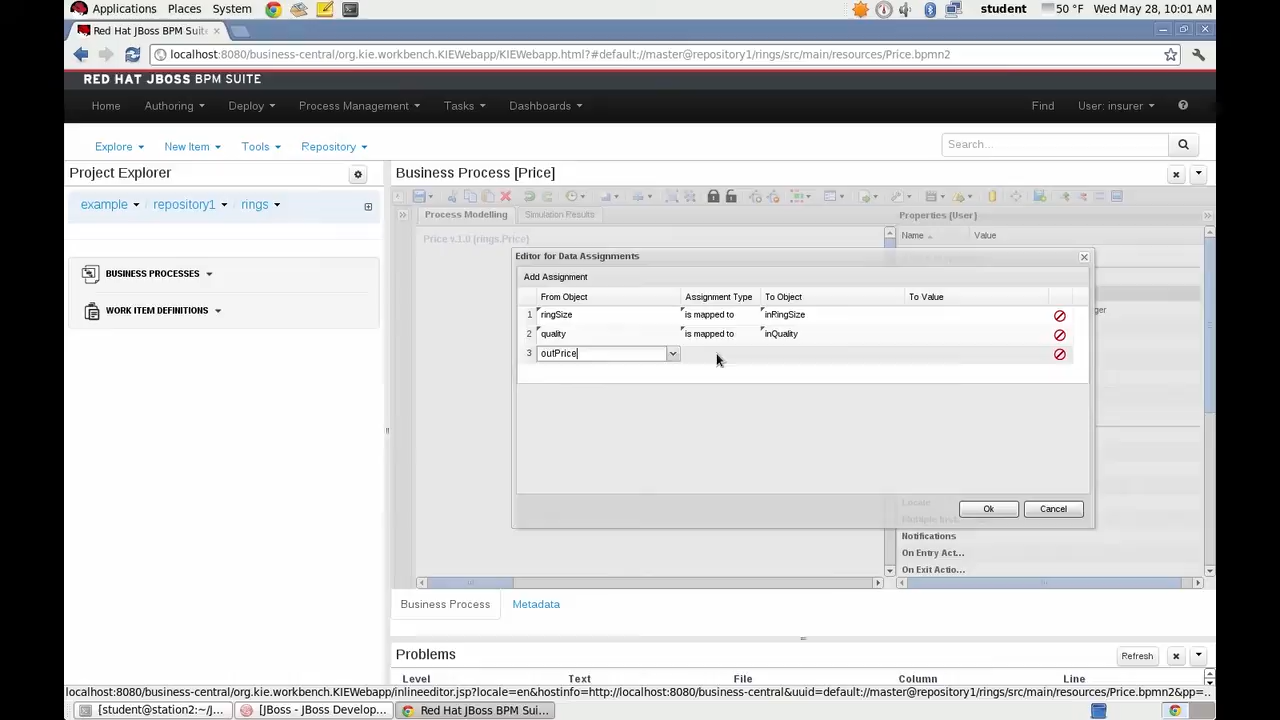 Applications Places System
student 50 °F Wed May 28, 10:01 AM
Red Hat JBoss BPM Suite
localhost:8080/business-central/org.kie.workbench.KIEWebapp/KIEWebapp.html?#default://master@repository1/rings/src/main/resources/Price.bpmn2
RED HAT JBOSS BPM SUITE
Home Authoring Deploy Process Management Tasks Dashboards Find User: insurer
Explore New Item Tools Repository Search...
Project Explorer Business Process [Price]
example repository1 rings
Process Modelling Simulation Results Properties (User)
Price v.1.0 (rings.Price) Name Value
Editor for Data Assignments
BUSINESS PROCESSES
Add Assignment
From Object Assignment Type To Object To Value
WORK ITEM DEFINITIONS
1 ringSize is mapped to inRingSize
2 quality is mapped to inQuality
3 outPrice
Ok Cancel
Locale
Notifications
On Entry Act...
On Exit Actio...
Business Process Metadata
Problems Refresh
Level Text File Column Line
localhost:8080/business-central/org.kie.workbench.KIEWebapp/inlineeditor.jsp?locale=en&hostinfo=http://localhost:8080/business-central&uuid=default://master@repository1/rings/src/main/resources/Price.bpmn2&pp=...
[student@station2:~/j... [JBoss - JBoss Develop... Red Hat JBoss BPM Sui...